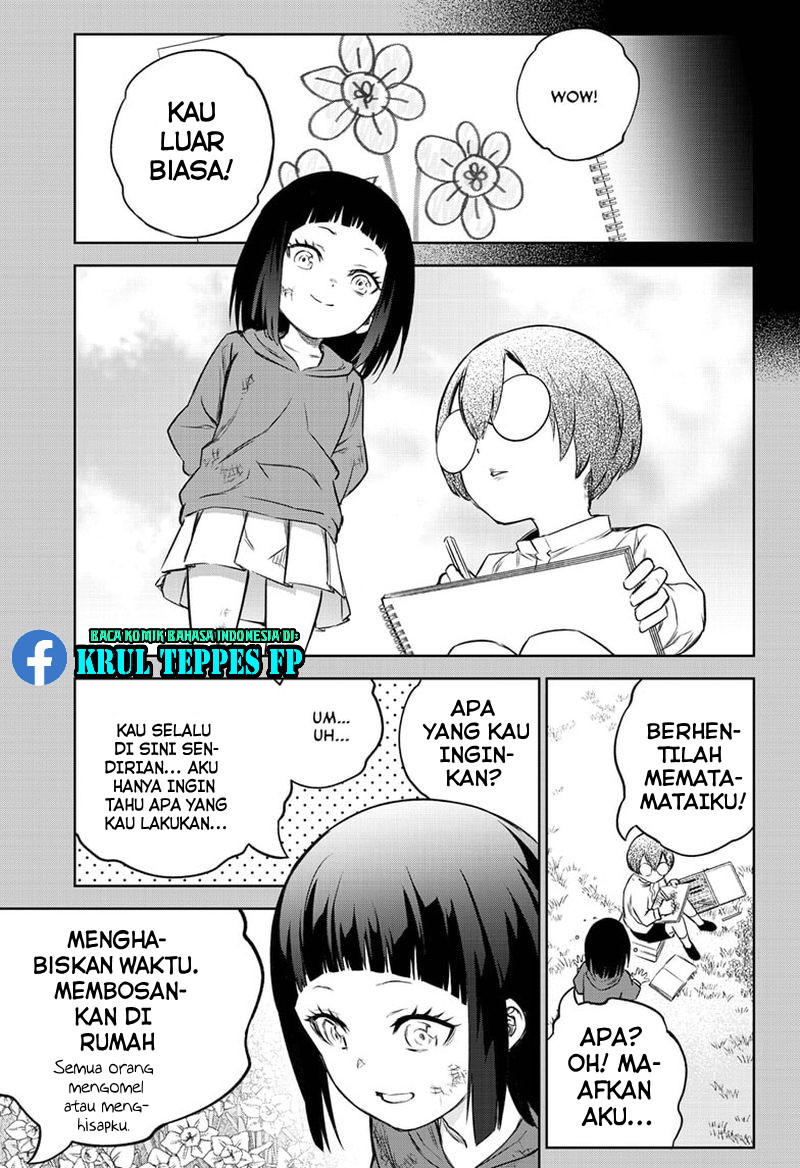 WOW!
KAU
LUAR
BIASA!
BACA KOMIK BAHASA INDONESIA DI:
KRUL TEPPES FP
BERHEN-
TILAH
MEMATA-
MATAIKU!
APA?
OH! MA-
AFKAN
AKU...
APA
YANG KAU
INGIN-
KAN?
UM...
UH...
KAU SELALU
DI SINI SEN-
DIRIAN... AKU
HANYA INGIN
TAHU APA YANG
KAU LAKUKAN...
MENGHA-
BISKAN WAKTU.
MEMBOSAN-
KAN DI
RUMAH
Semua orang
mengomel
atau meng-
hisapku.